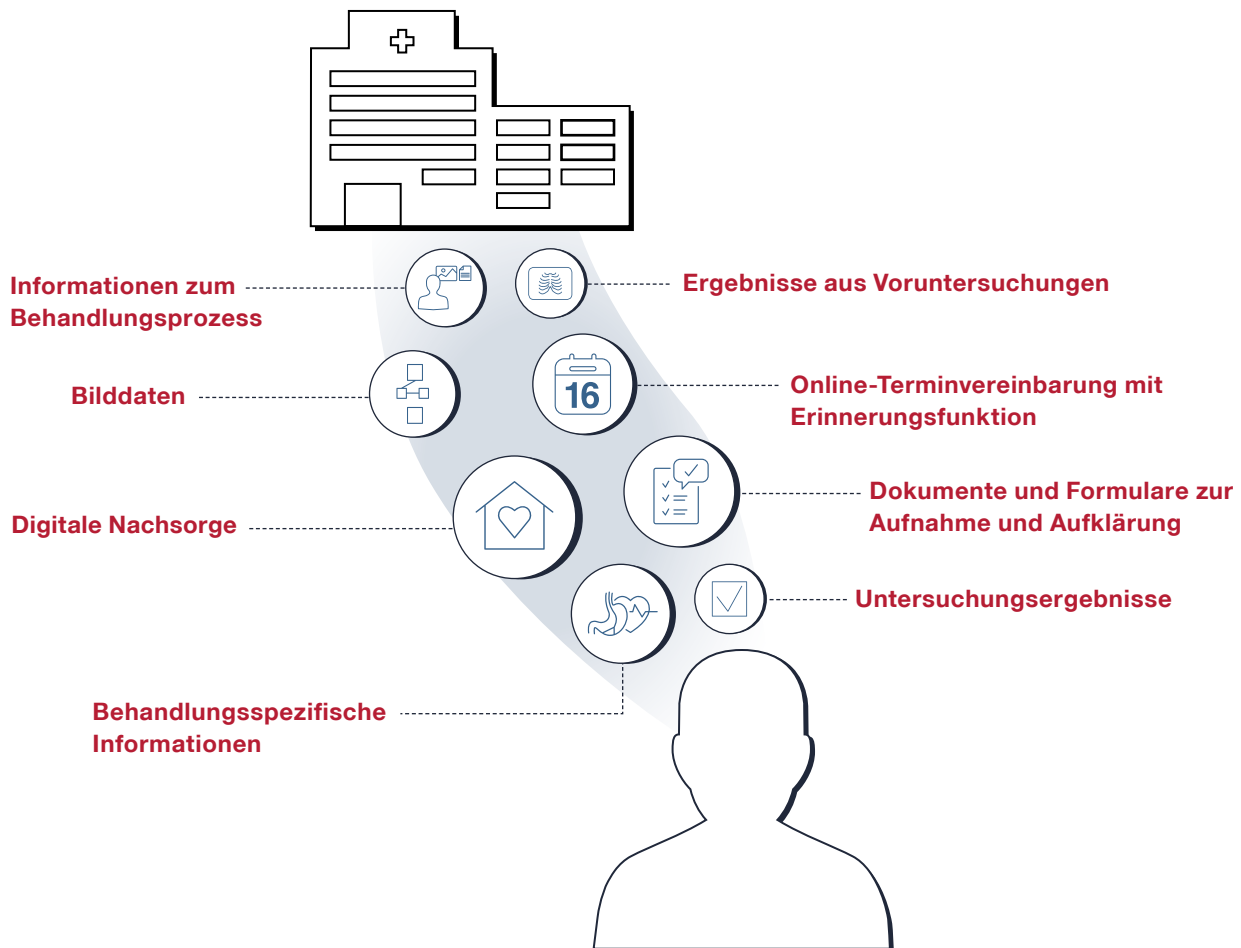 Informationen zum
Behandlungsprozess
Ergebnisse aus Voruntersuchungen
Bilddaten
16
Online-Terminvereinbarung mit
Erinnerungsfunktion
Digitale Nachsorge
Dokumente und Formulare zur
Aufnahme und Aufklärung
Untersuchungsergebnisse
Behandlungsspezifische
Informationen